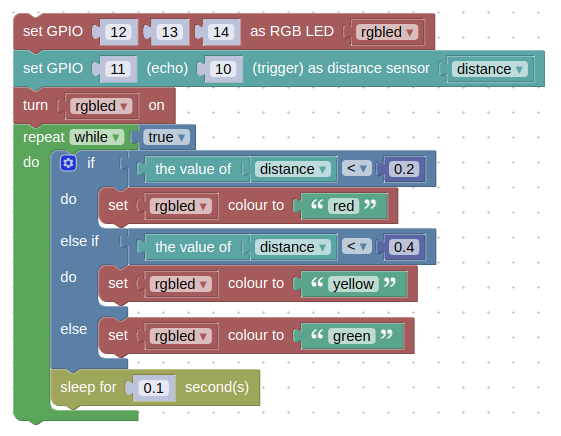 set GPIO 12 13 14 as RGB LED rgbled
set GPIO 11 (echo) 10 (trigger) as distance sensor distance
turn rgbled on
repeat while true
do if the value of distance < 0.2
do set rgbled colour to “ red ”
else if the value of distance < 0.4
do set rgbled colour to “ yellow ”
else set rgbled colour to “ green ”
sleep for 0.1 second(s)